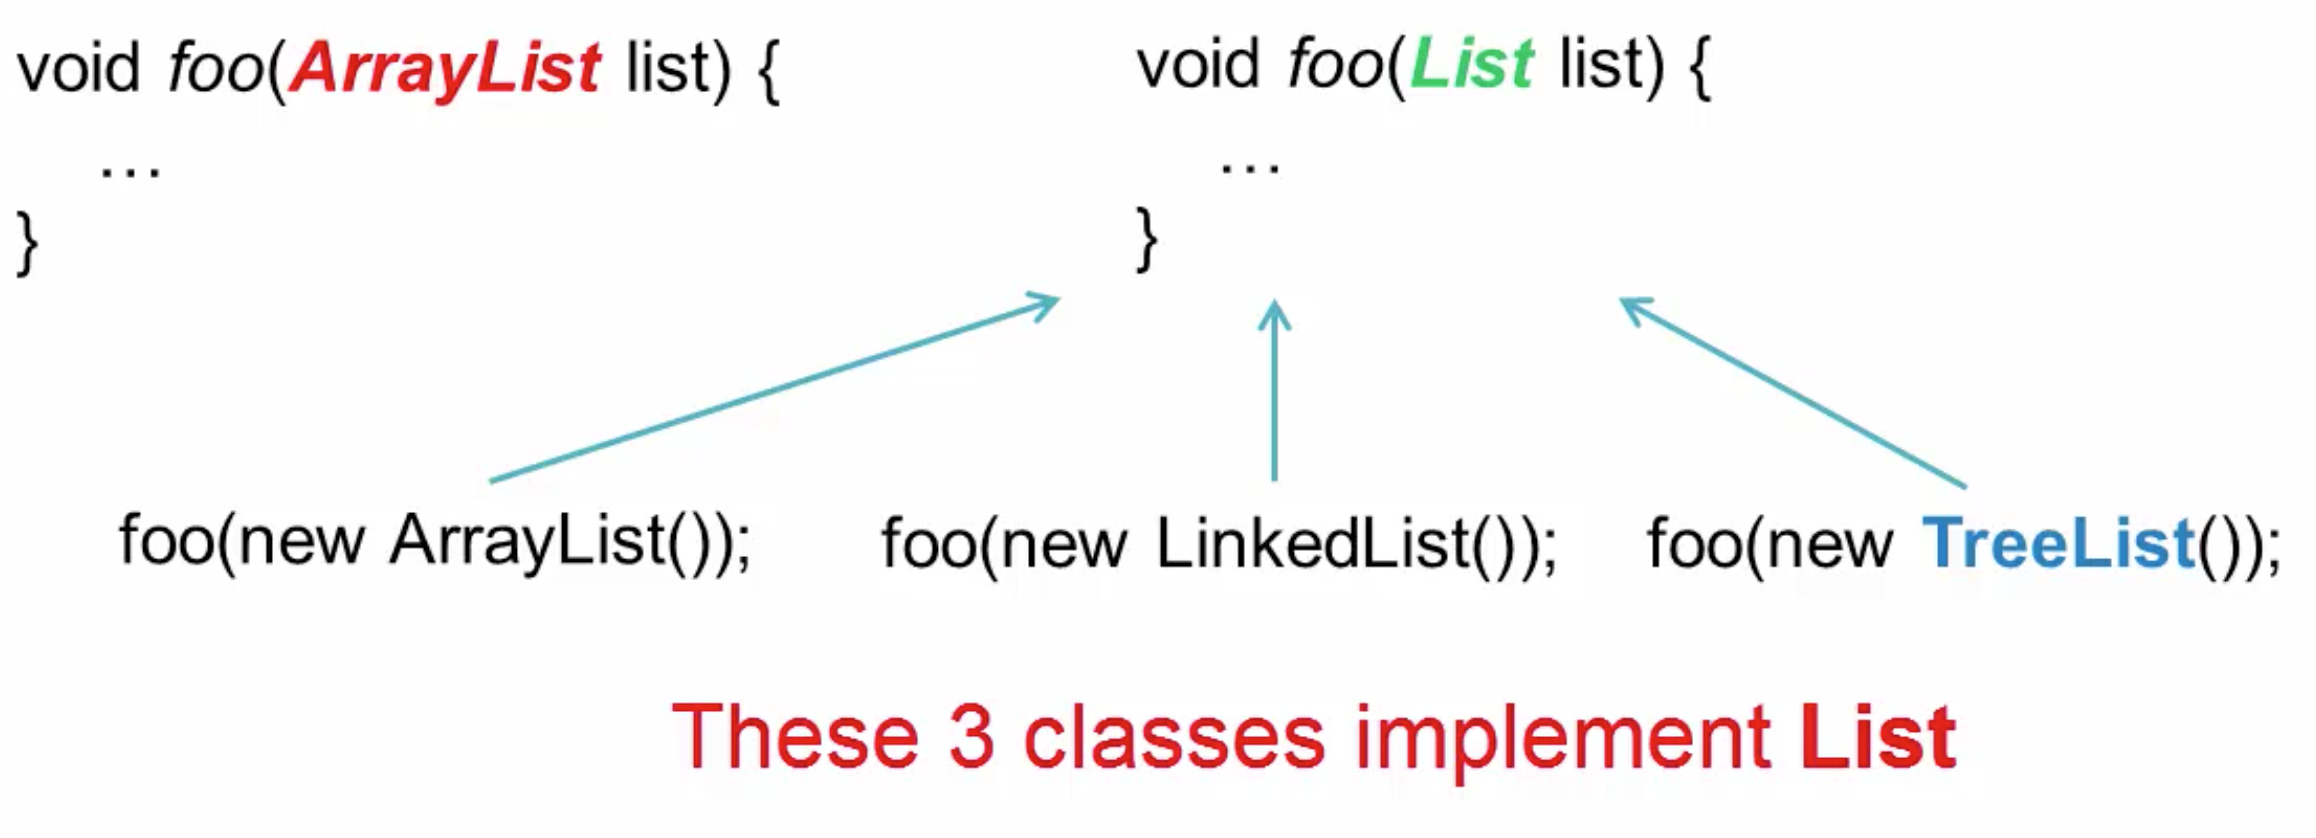 void foo(ArrayList list) {
...
}
void foo(List list) {
...
}
foo(new ArrayList());
foo(new LinkedList());
foo(new TreeList());
These 3 classes implement List